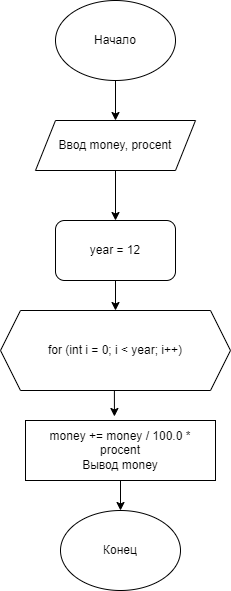 Начало
Ввод money, procent
year = 12
for (int i = 0; i < year; i++)
money += money / 100.0 *
procent
Вывод money
Конец